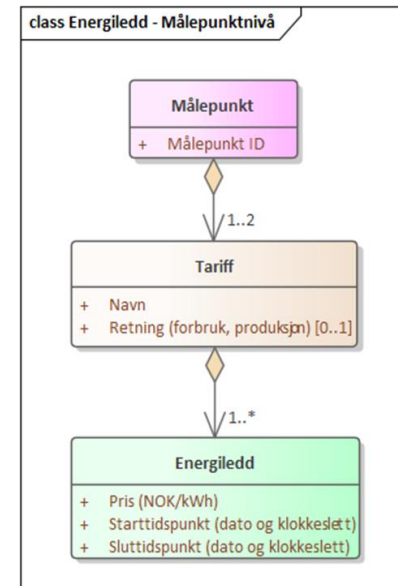 class Energiledd - Målepunktnivå
Målepunkt
+ Målepunkt ID
1..2
Tariff
+ Navn
+ Retning (forbruk, produksjon) [0..1]
1..*
Energiledd
+ Pris (NOK/kWh)
+ Starttidspunkt (dato og klokkeslett)
+ Sluttidspunkt (dato og klokkeslett)